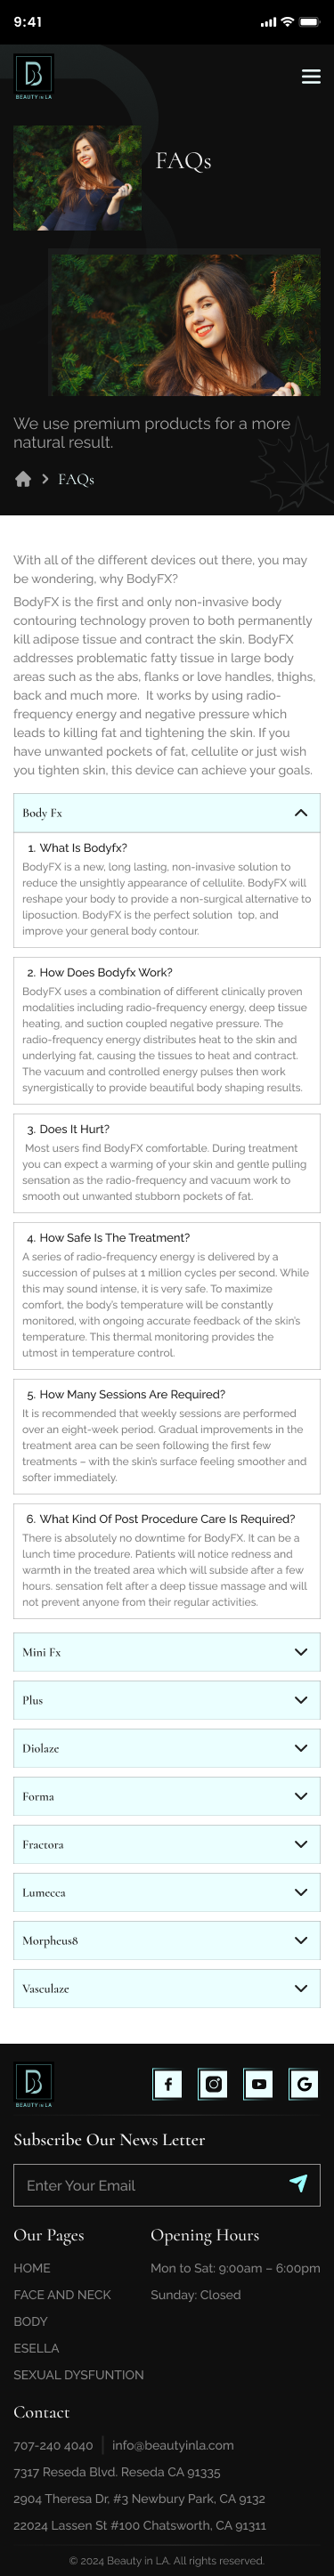 9:41
BEAUTY in LA
FAQs
We use premium products for a more
natural result.
FAQs
With all of the different devices out there, you may
be wondering, why BodyFX?
BodyFX is the first and only non-invasive body
contouring technology proven to both permanently
kill adipose tissue and contract the skin. BodyFX
addresses problematic fatty tissue in large body
areas such as the abs, flanks or love handles, thighs,
back and much more. It works by using radio-
frequency energy and negative pressure which
leads to killing fat and tightening the skin. If you
have unwanted pockets of fat, cellulite or just wish
you tighten skin, this device can achieve your goals.
Body Fx
1. What Is Bodyfx?
BodyFX is a new, long lasting, non-invasive solution to
reduce the unsightly appearance of cellulite. BodyFX will
reshape your body to provide a non-surgical alternative to
liposuction. BodyFX is the perfect solution top, and
improve your general body contour.
2. How Does Bodyfx Work?
BodyFX uses a combination of different clinically proven
modalities including radio-frequency energy, deep tissue
heating, and suction coupled negative pressure. The
radio-frequency energy distributes heat to the skin and
underlying fat, causing the tissues to heat and contract.
The vacuum and controlled energy pulses then work
synergistically to provide beautiful body shaping results.
3. Does It Hurt?
Most users find BodyFX comfortable. During treatment
you can expect a warming of your skin and gentle pulling
sensation as the radio-frequency and vacuum work to
smooth out unwanted stubborn pockets of fat.
4. How Safe Is The Treatment?
A series of radio-frequency energy is delivered by a
succession of pulses at 1 million cycles per second. While
this may sound intense, it is very safe. To maximize
comfort, the body's temperature will be constantly
monitored, with ongoing accurate feedback of the skin's
temperature. This thermal monitoring provides the
utmost in temperature control.
5. How Many Sessions Are Required?
It is recommended that weekly sessions are performed
over an eight-week period. Gradual improvements in the
treatment area can be seen following the first few
treatments – with the skin's surface feeling smoother and
softer immediately.
6. What Kind Of Post Procedure Care Is Required?
There is absolutely no downtime for BodyFX. It can be a
lunch time procedure. Patients will notice redness and
warmth in the treated area which will subside after a few
hours. sensation felt after a deep tissue massage and will
not prevent anyone from their regular activities.
Mini Fx
Plus
Diolaze
Forma
Fractora
Lumecca
Morpheus8
Vasculaze
BEAUTY in LA
Subscribe Our News Letter
Enter Your Email
Our Pages
HOME
FACE AND NECK
BODY
ESELLA
SEXUAL DYSFUNTION
Opening Hours
Mon to Sat: 9:00am – 6:00pm
Sunday: Closed
Contact
707-240 4040 | info@beautyinla.com
7317 Reseda Blvd. Reseda CA 91335
2904 Theresa Dr. #3 Newbury Park, CA 9132
22024 Lassen St #100 Chatsworth, CA 91311
© 2024 Beauty in LA. All rights reserved.